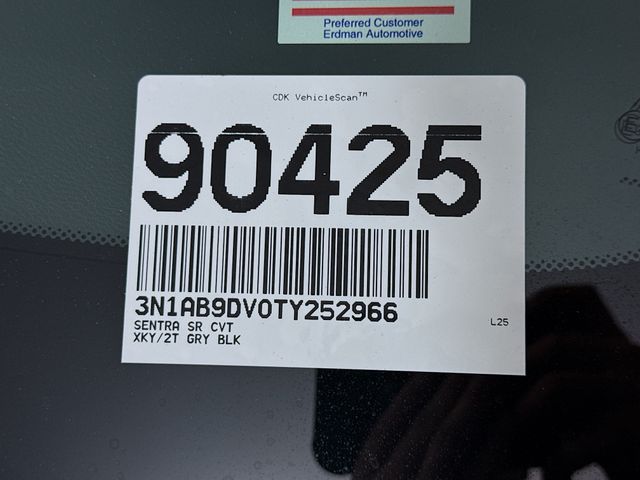 Preferred Customer
Erdman Automotive
CDK VehicleScan™
90425
3N1AB9DV0TY252966
SENTRA SR CVT
XKY/2T GRY BLK
L25